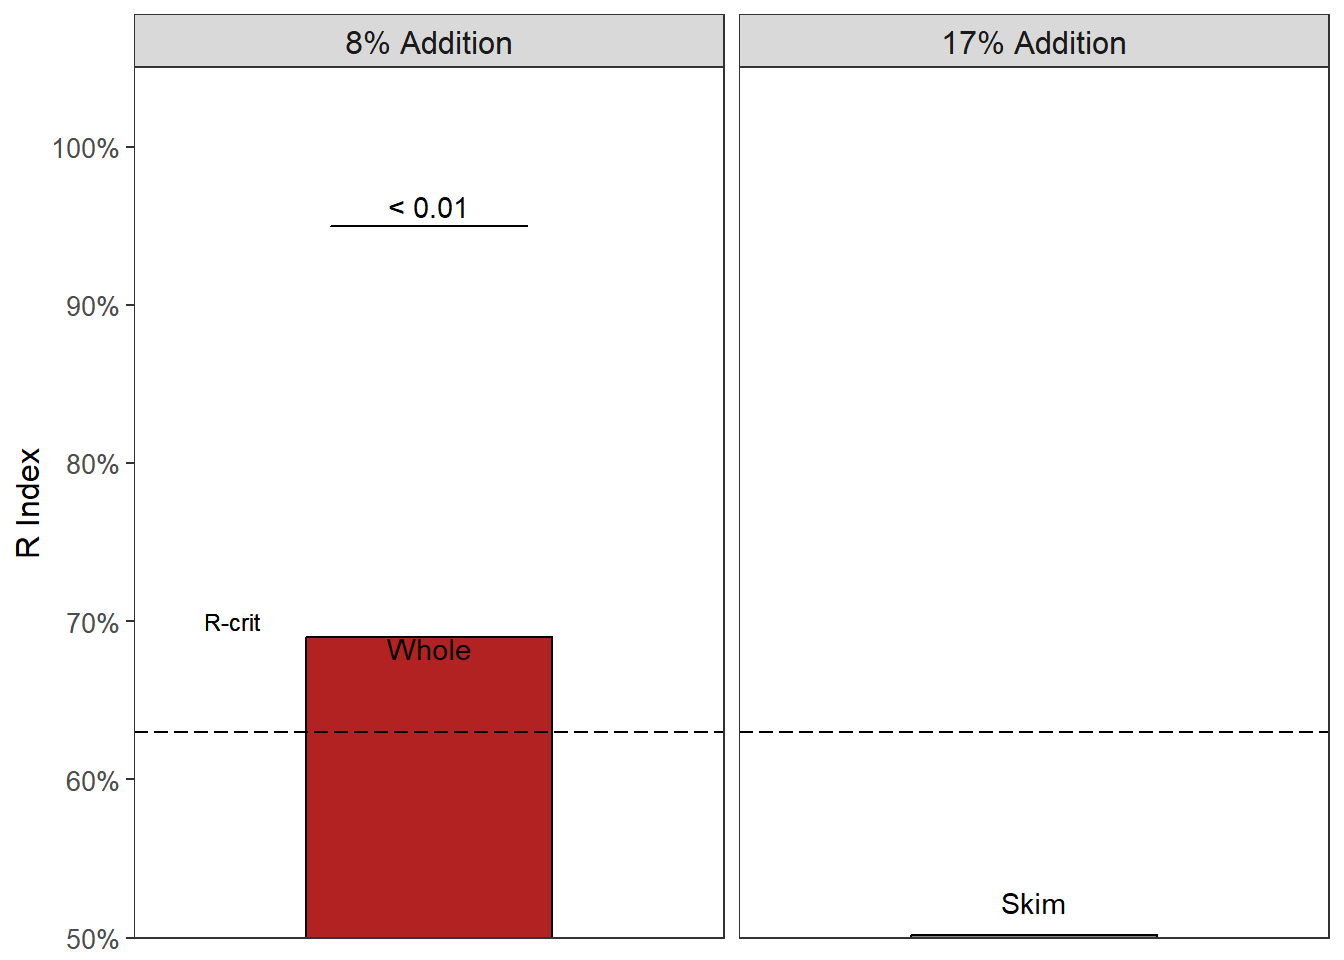 8% Addition
17% Addition
100%
90%
80%
70%
60%
50%
R Index
< 0.01
R-crit
Whole
Skim